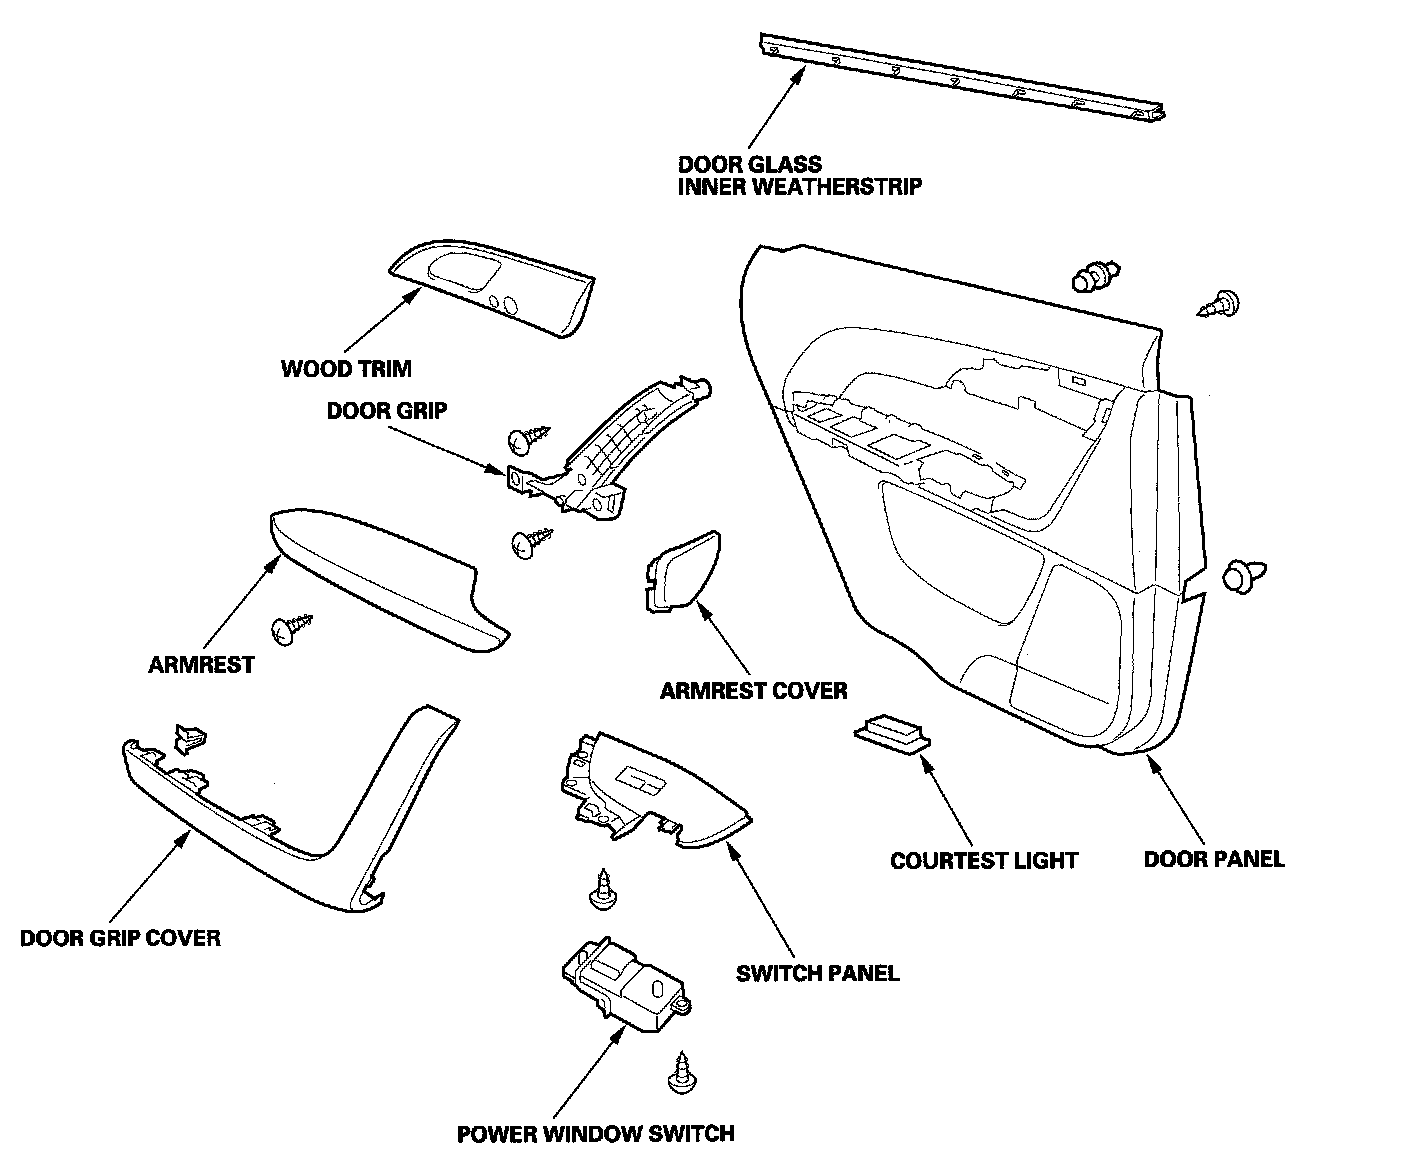 DOOR GLASS
INNER WEATHERSTRIP
WOOD TRIM
DOOR GRIP
ARMREST
ARMREST COVER
COURTEST LIGHT
DOOR PANEL
DOOR GRIP COVER
SWITCH PANEL
POWER WINDOW SWITCH